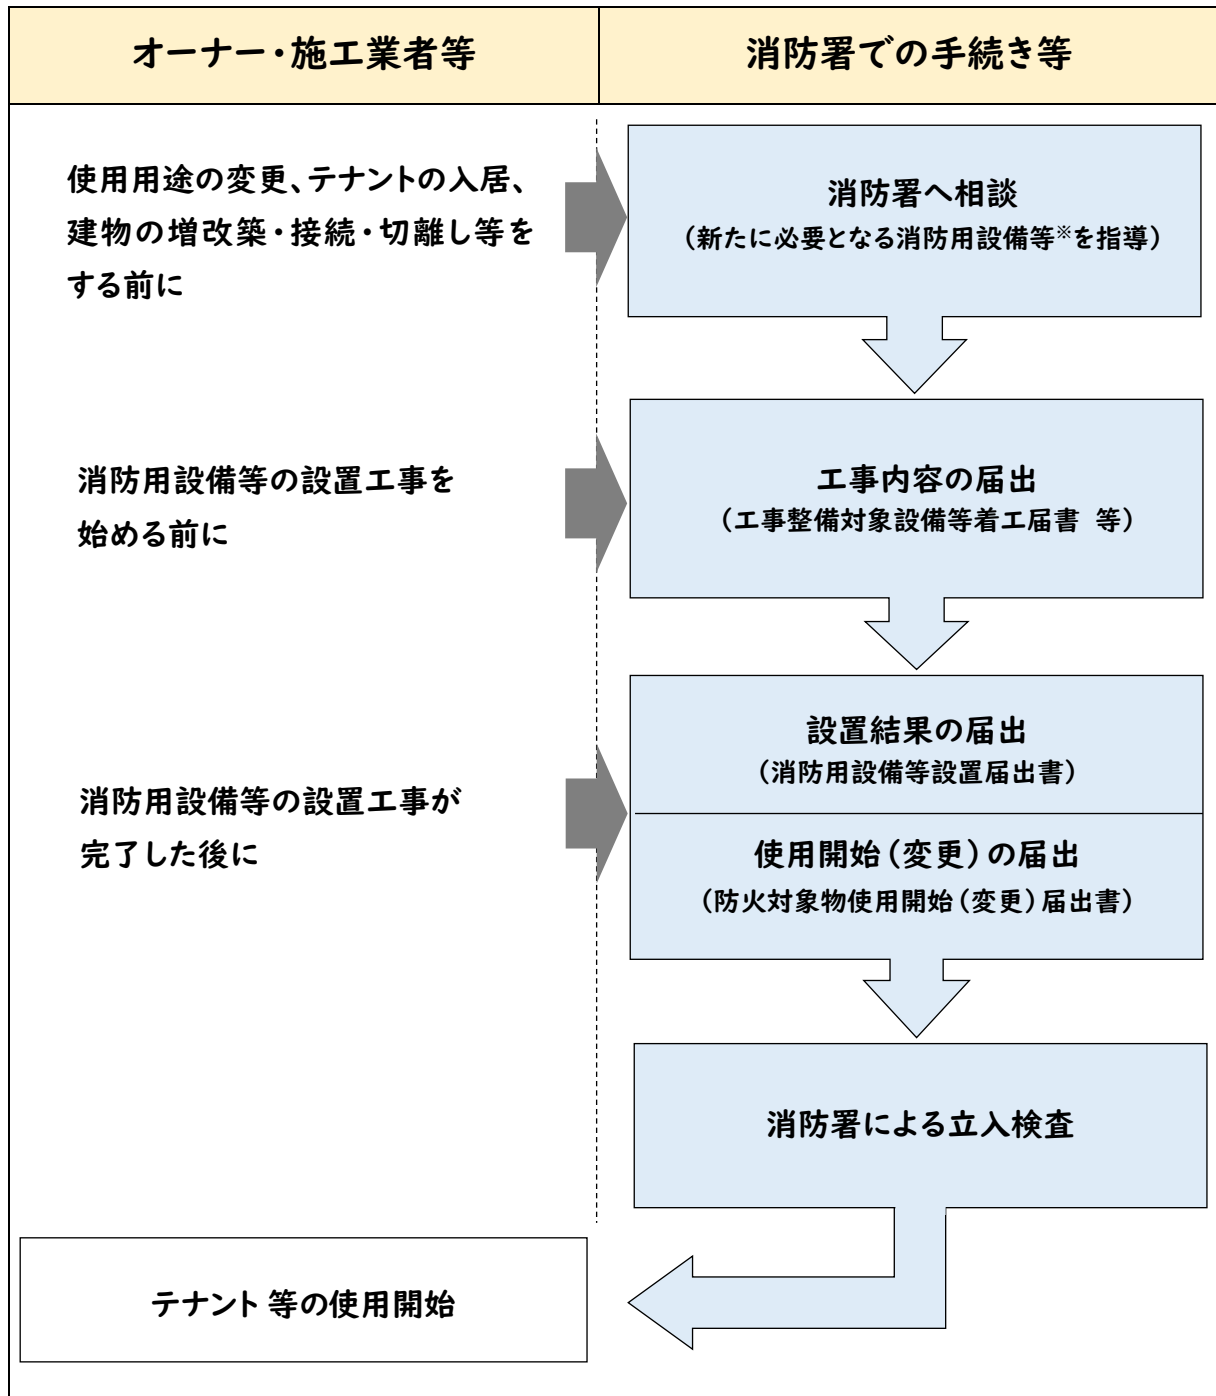 オーナー・施工業者等
消防署での手続き等
使用用途の変更、テナントの入居、
建物の増改築・接続・切離し等を
する前に
消防署へ相談
（新たに必要となる消防用設備等※を指導）
消防用設備等の設置工事を
始める前に
工事内容の届出
（工事整備対象設備等着工届書 等）
消防用設備等の設置工事が
完了した後に
設置結果の届出
（消防用設備等設置届出書）
使用開始（変更）の届出
（防火対象物使用開始（変更）届出書）
消防署による立入検査
テナント 等の使用開始